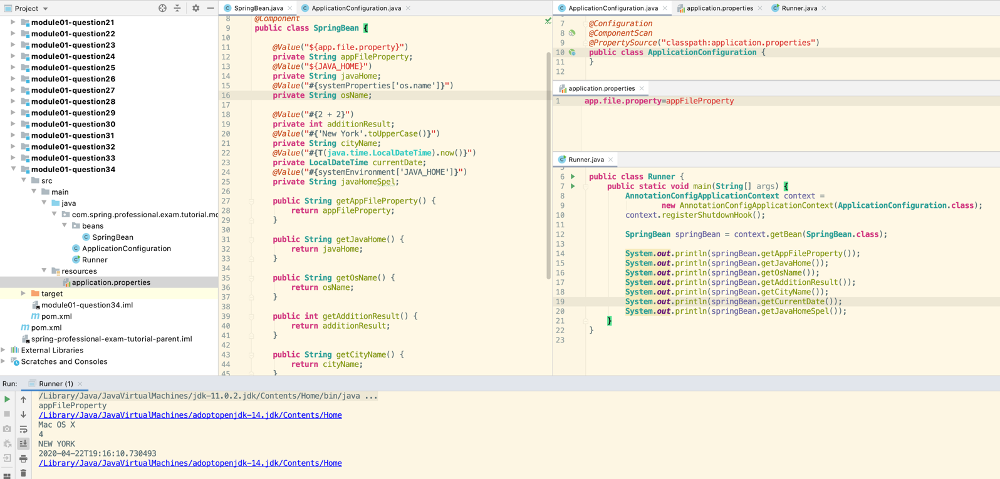 Project
module01-question21
module01-question22
module01-question23
module01-question24
module01-question25
module01-question26
module01-question27
module01-question28
module01-question29
module01-question30
module01-question31
module01-question32
module01-question33
module01-question34
src
main
java
com.spring.professional.exam.tutorial.mc
beans
SpringBean
ApplicationConfiguration
Runner
resources
application.properties
target
module01-question34.iml
pom.xml
pom.xml
spring-professional-exam-tutorial-parent.iml
External Libraries
Scratches and Consoles
SpringBean.java
ApplicationConfiguration.java
8 @Component
9 public class SpringBean {
10
11 @Value("${app.file.property}")
12 private String appFileProperty;
13 @Value("${JAVA_HOME}")
14 private String javaHome;
15 @Value("#{systemProperties['os.name']}")
16 private String osName;
17
18 @Value("#{2 + 2}")
19 private int additionResult;
20 @Value("#{'New York'.toUpperCase()}")
21 private String cityName;
22 @Value("#{T(java.time.LocalDateTime).now()}")
23 private LocalDateTime currentDate;
24 @Value("#{systemEnvironment['JAVA_HOME']}")
25 private String javaHomeSpel;
26
27 public String getAppFileProperty() {
28 return appFileProperty;
29 }
30
31 public String getJavaHome() {
32 return javaHome;
33 }
34
35 public String getOsName() {
36 return osName;
37 }
38
39 public int getAdditionResult() {
40 return additionResult;
41 }
42
43 public String getCityName() {
44 return cityName;
45 }
ApplicationConfiguration.java
application.properties
Runner.java
7 @Configuration
8 @ComponentScan
9 @PropertySource("classpath:application.properties")
10 public class ApplicationConfiguration {
11 }
12
application.properties
1 app.file.property=appFileProperty
Runner.java
5
6 public class Runner {
7 public static void main(String[] args) {
8 AnnotationConfigApplicationContext context =
9 new AnnotationConfigApplicationContext(ApplicationConfiguration.class);
10 context.registerShutdownHook();
11
12 SpringBean springBean = context.getBean(SpringBean.class);
13
14 System.out.println(springBean.getAppFileProperty());
15 System.out.println(springBean.getJavaHome());
16 System.out.println(springBean.getOsName());
17 System.out.println(springBean.getAdditionResult());
18 System.out.println(springBean.getCityName());
19 System.out.println(springBean.getCurrentDate());
20 System.out.println(springBean.getJavaHomeSpel());
21 }
22 }
23
Run: Runner (1)
/Library/Java/JavaVirtualMachines/jdk-11.0.2.jdk/Contents/Home/bin/java ...
appFileProperty
/Library/Java/JavaVirtualMachines/adoptopenjdk-14.jdk/Contents/Home
Mac OS X
4
NEW YORK
2020-04-22T19:16:10.730493
/Library/Java/JavaVirtualMachines/adoptopenjdk-14.jdk/Contents/Home